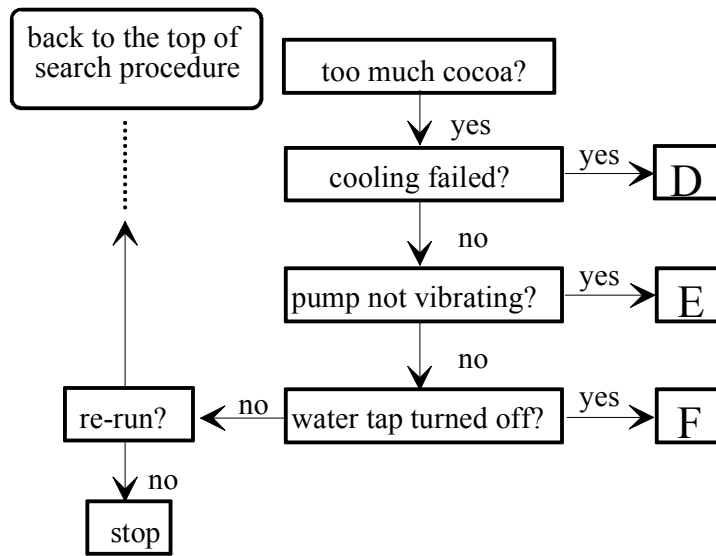 back to the top of
search procedure
too much cocoa?
yes
cooling failed?
yes
D
no
pump not vibrating?
yes
E
no
water tap turned off?
yes
F
no
re-run?
no
stop